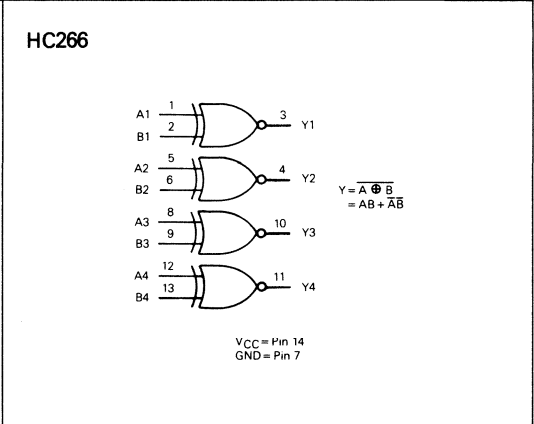 HC266
A1 1 3 Y1
B1 2
A2 5 4 Y2
B2 6
Y = A̅ ̅⊕̅ ̅B̅
= AB + A̅B̅
A3 8 10 Y3
B3 9
A4 12 11 Y4
B4 13
VCC = Pin 14
GND = Pin 7